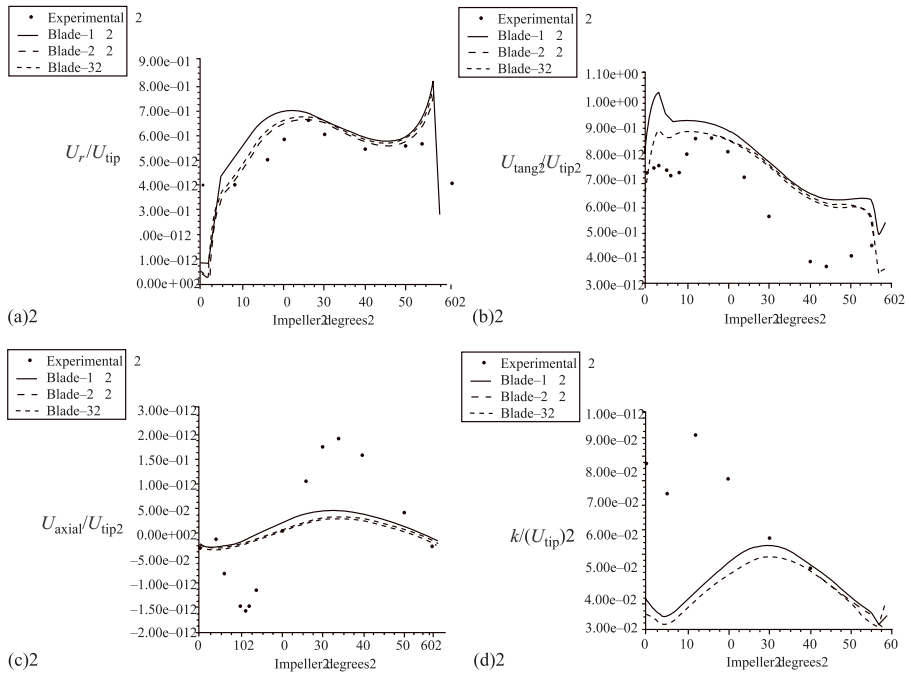 Experimental 2
Blade–1 2
Blade–2 2
Blade–32
9.00e–01
8.00e–01
7.00e–01
6.00e–01
5.00e–012
4.00e–012
3.00e–012
.00e–012
1.00e–012
0.00e+002
U_r/U_tip
0 10 0 30 40 50 602
Impeller2degrees2
(a)2
Experimental 2
Blade–1 2
Blade–2 2
Blade–32
1.10e+00
1.00e+00
9.00e–01
8.00e–012
7.00e–01
6.00e–01
5.00e–01
4.00e–01
3.00e–012
U_tang2/U_tip2
0 10 0 30 40 50 602
Impeller2degrees2
(b)2
Experimental 2
Blade–1 2
Blade–2 2
Blade–32
3.00e–012
2.00e–012
1.50e–01
1.00e–012
5.00e–02
0.00e+002
–5.00e–02
–1.00e–012
–1.50e–012
–2.00e–012
U_axial/U_tip2
0 102 0 30 40 50 602
Impeller2degrees2
(c)2
Experimental 2
Blade–1 2
Blade–2 2
Blade–32
1.00e–012
9.00e–02
8.00e–02
7.00e–02
6.00e–02
5.00e–02
4.00e–02
3.00e–02
k/(U_tip)2
0 10 0 30 40 50 60
Impeller2degrees2
(d)2